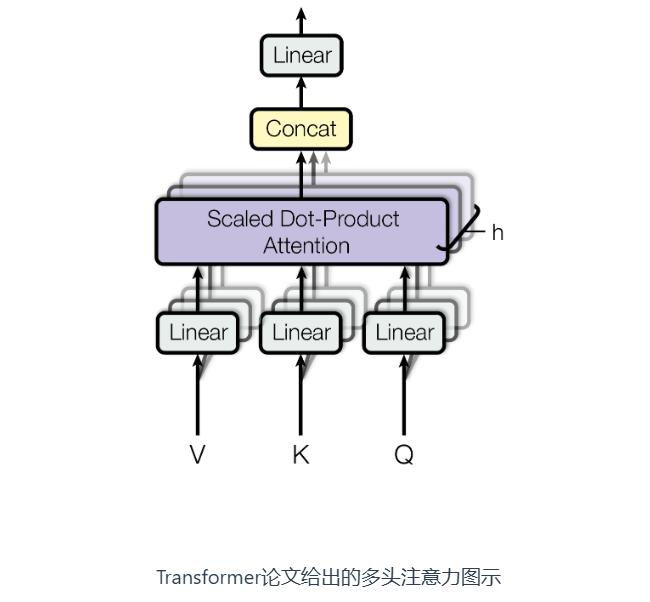 Linear
Concat
Scaled Dot-Product
Attention
h
Linear
Linear
Linear
V
K
Q
Transformer论文给出的多头注意力图示